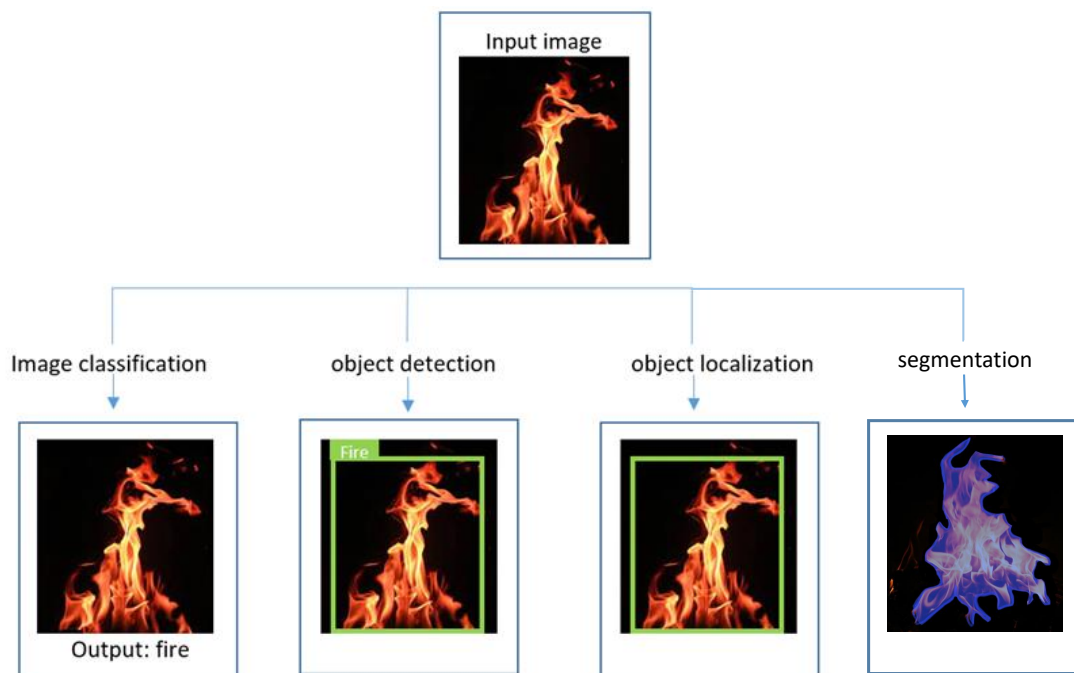 Input image
Image classification
object detection
object localization
segmentation
Fire
Output: fire